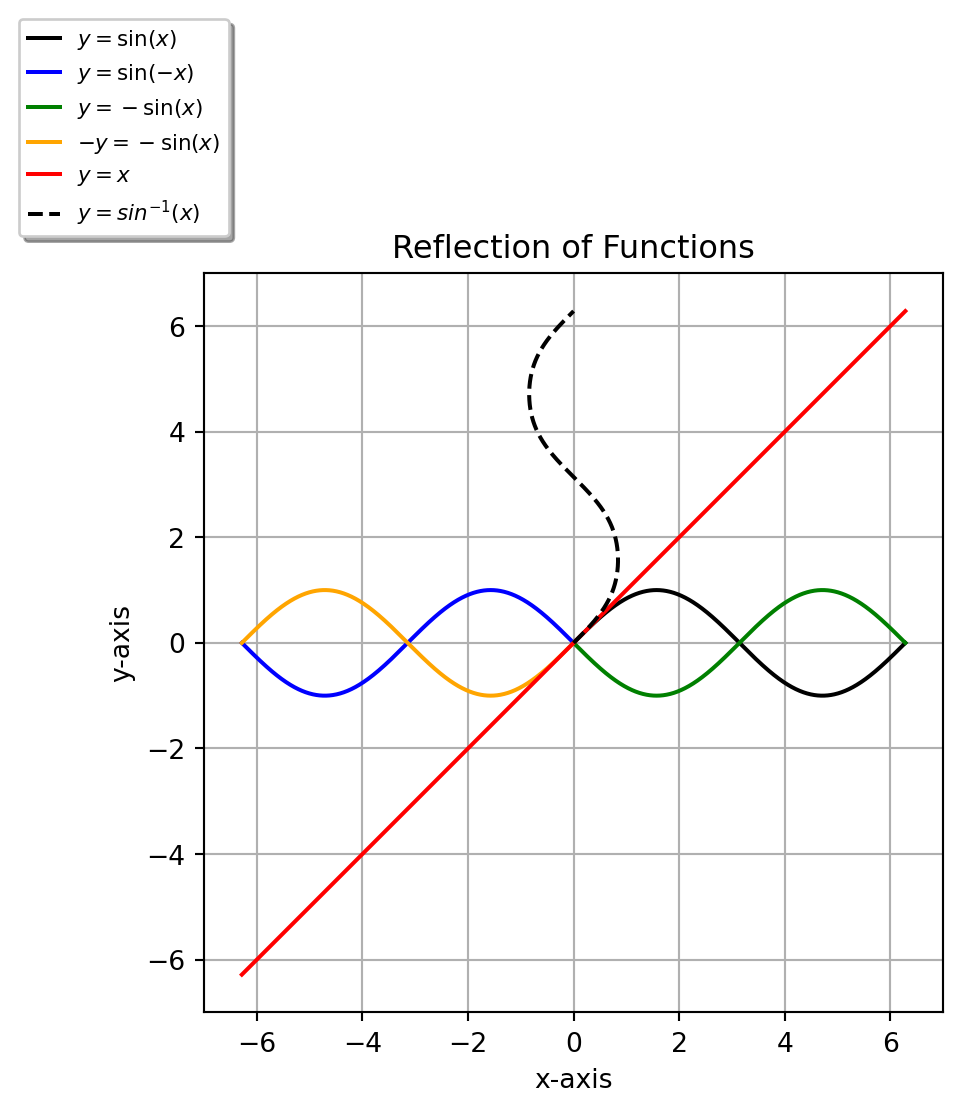 y = sin(x)
y = sin(−x)
y = − sin(x)
−y = − sin(x)
y = x
y = sin⁻¹(x)
Reflection of Functions
6
4
2
0
−2
−4
−6
y-axis
−6 −4 −2 0 2 4 6
x-axis